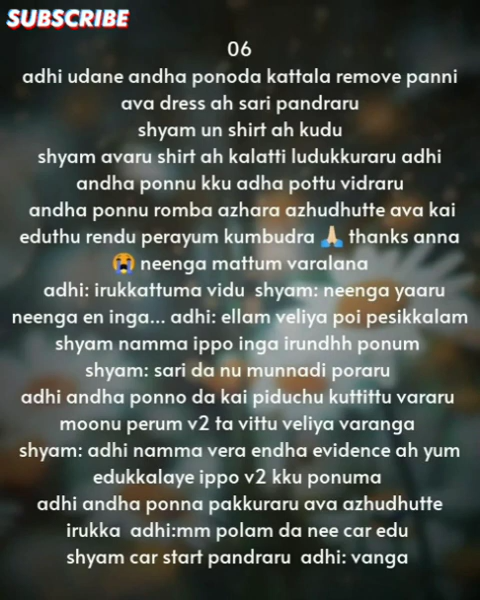 SUBSCRIBE
06
adhi udane andha ponoda kattala remove panni
ava dress ah sari pandraru
shyam un shirt ah kudu
shyam avaru shirt ah kalatti ludukkuraru adhi
andha ponnu kku adha pottu vidraru
andha ponnu romba azhara azhudhutte ava kai
eduthu rendu perayum kumbudra 🙏🏻 thanks anna
😭 neenga mattum varalana
adhi: irukkattuma vidu shyam: neenga yaaru
neenga en inga... adhi: ellam veliya poi pesikkalam
shyam namma ippo inga irundhh ponum
shyam: sari da nu munnadi poraru
adhi andha ponno da kai piduchu kuttittu vararu
moonu perum v2 ta vittu veliya varanga
shyam: adhi namma vera endha evidence ah yum
edukkalaye ippo v2 kku ponuma
adhi andha ponna pakkuraru ava azhudhutte
irukka adhi:mm polam da nee car edu
shyam car start pandraru adhi: vanga